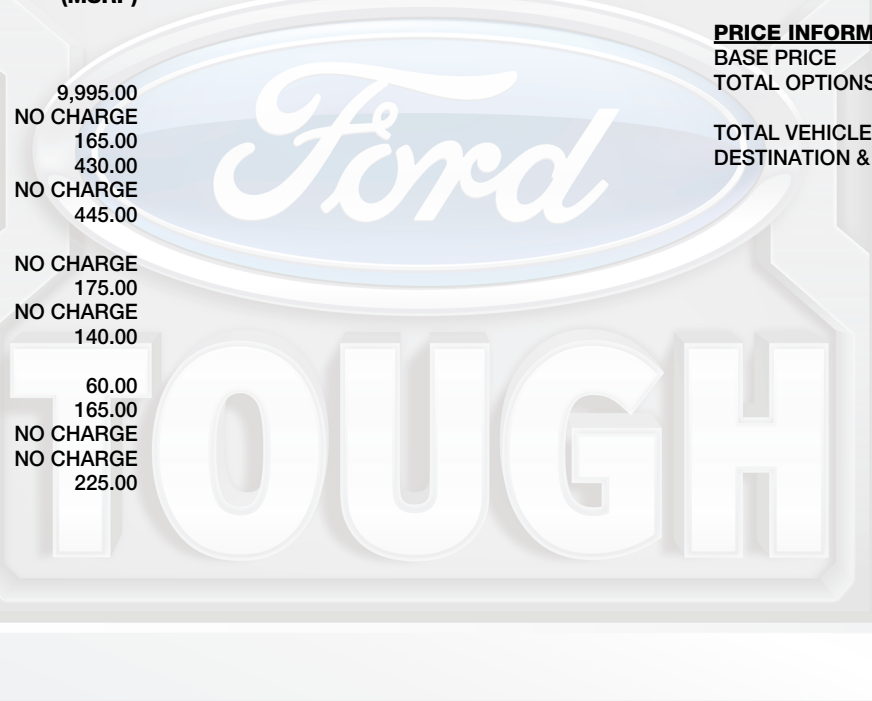 (MSRP)
9,995.00
NO CHARGE
165.00
430.00
NO CHARGE
445.00
NO CHARGE
175.00
NO CHARGE
140.00
60.00
165.00
NO CHARGE
NO CHARGE
225.00
PRICE INFORM
BASE PRICE
TOTAL OPTIONS
TOTAL VEHICLE
DESTINATION &
Ford
TOUGH